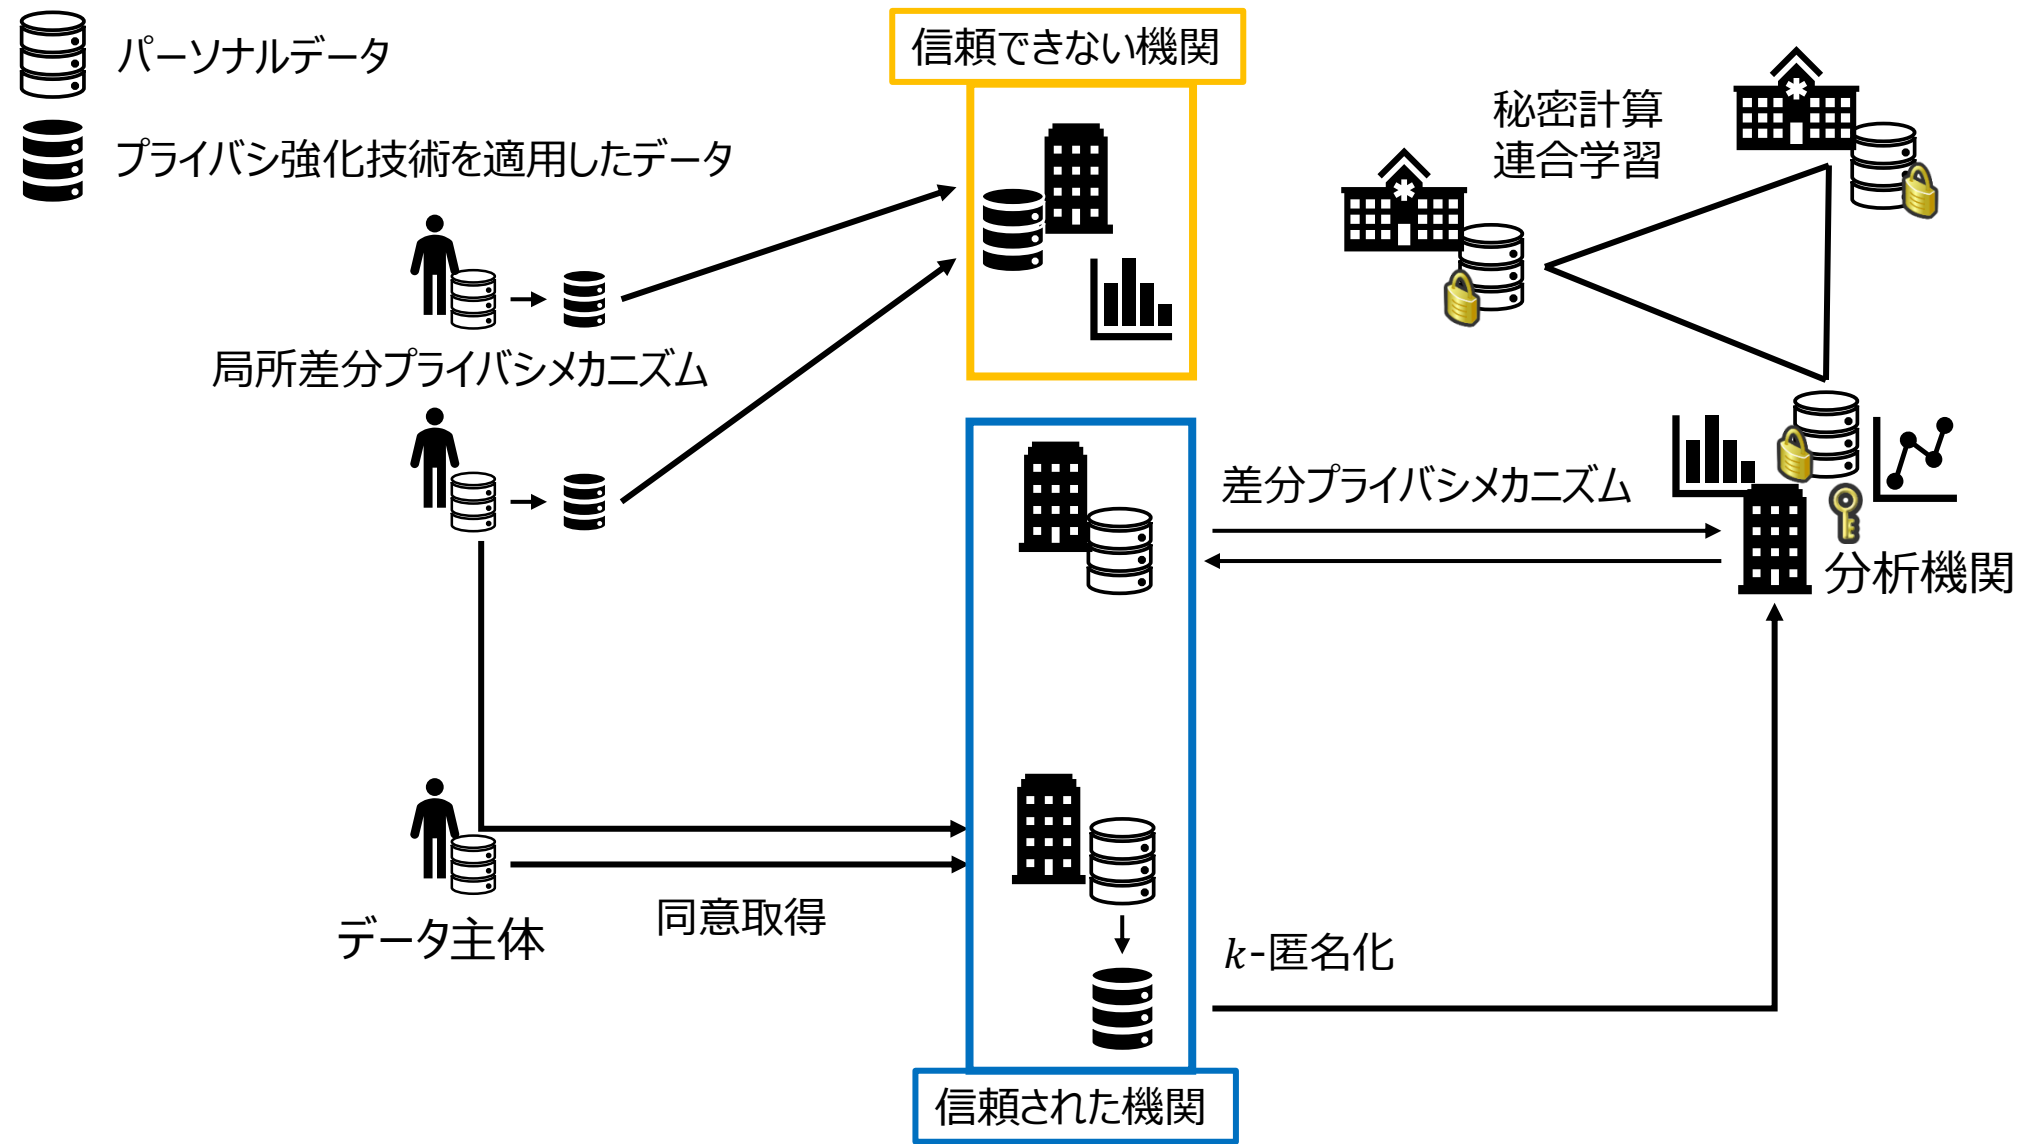 パーソナルデータ
プライバシ強化技術を適用したデータ
信頼できない機関
秘密計算
連合学習
局所差分プライバシメカニズム
差分プライバシメカニズム
分析機関
データ主体
同意取得
k-匿名化
信頼された機関